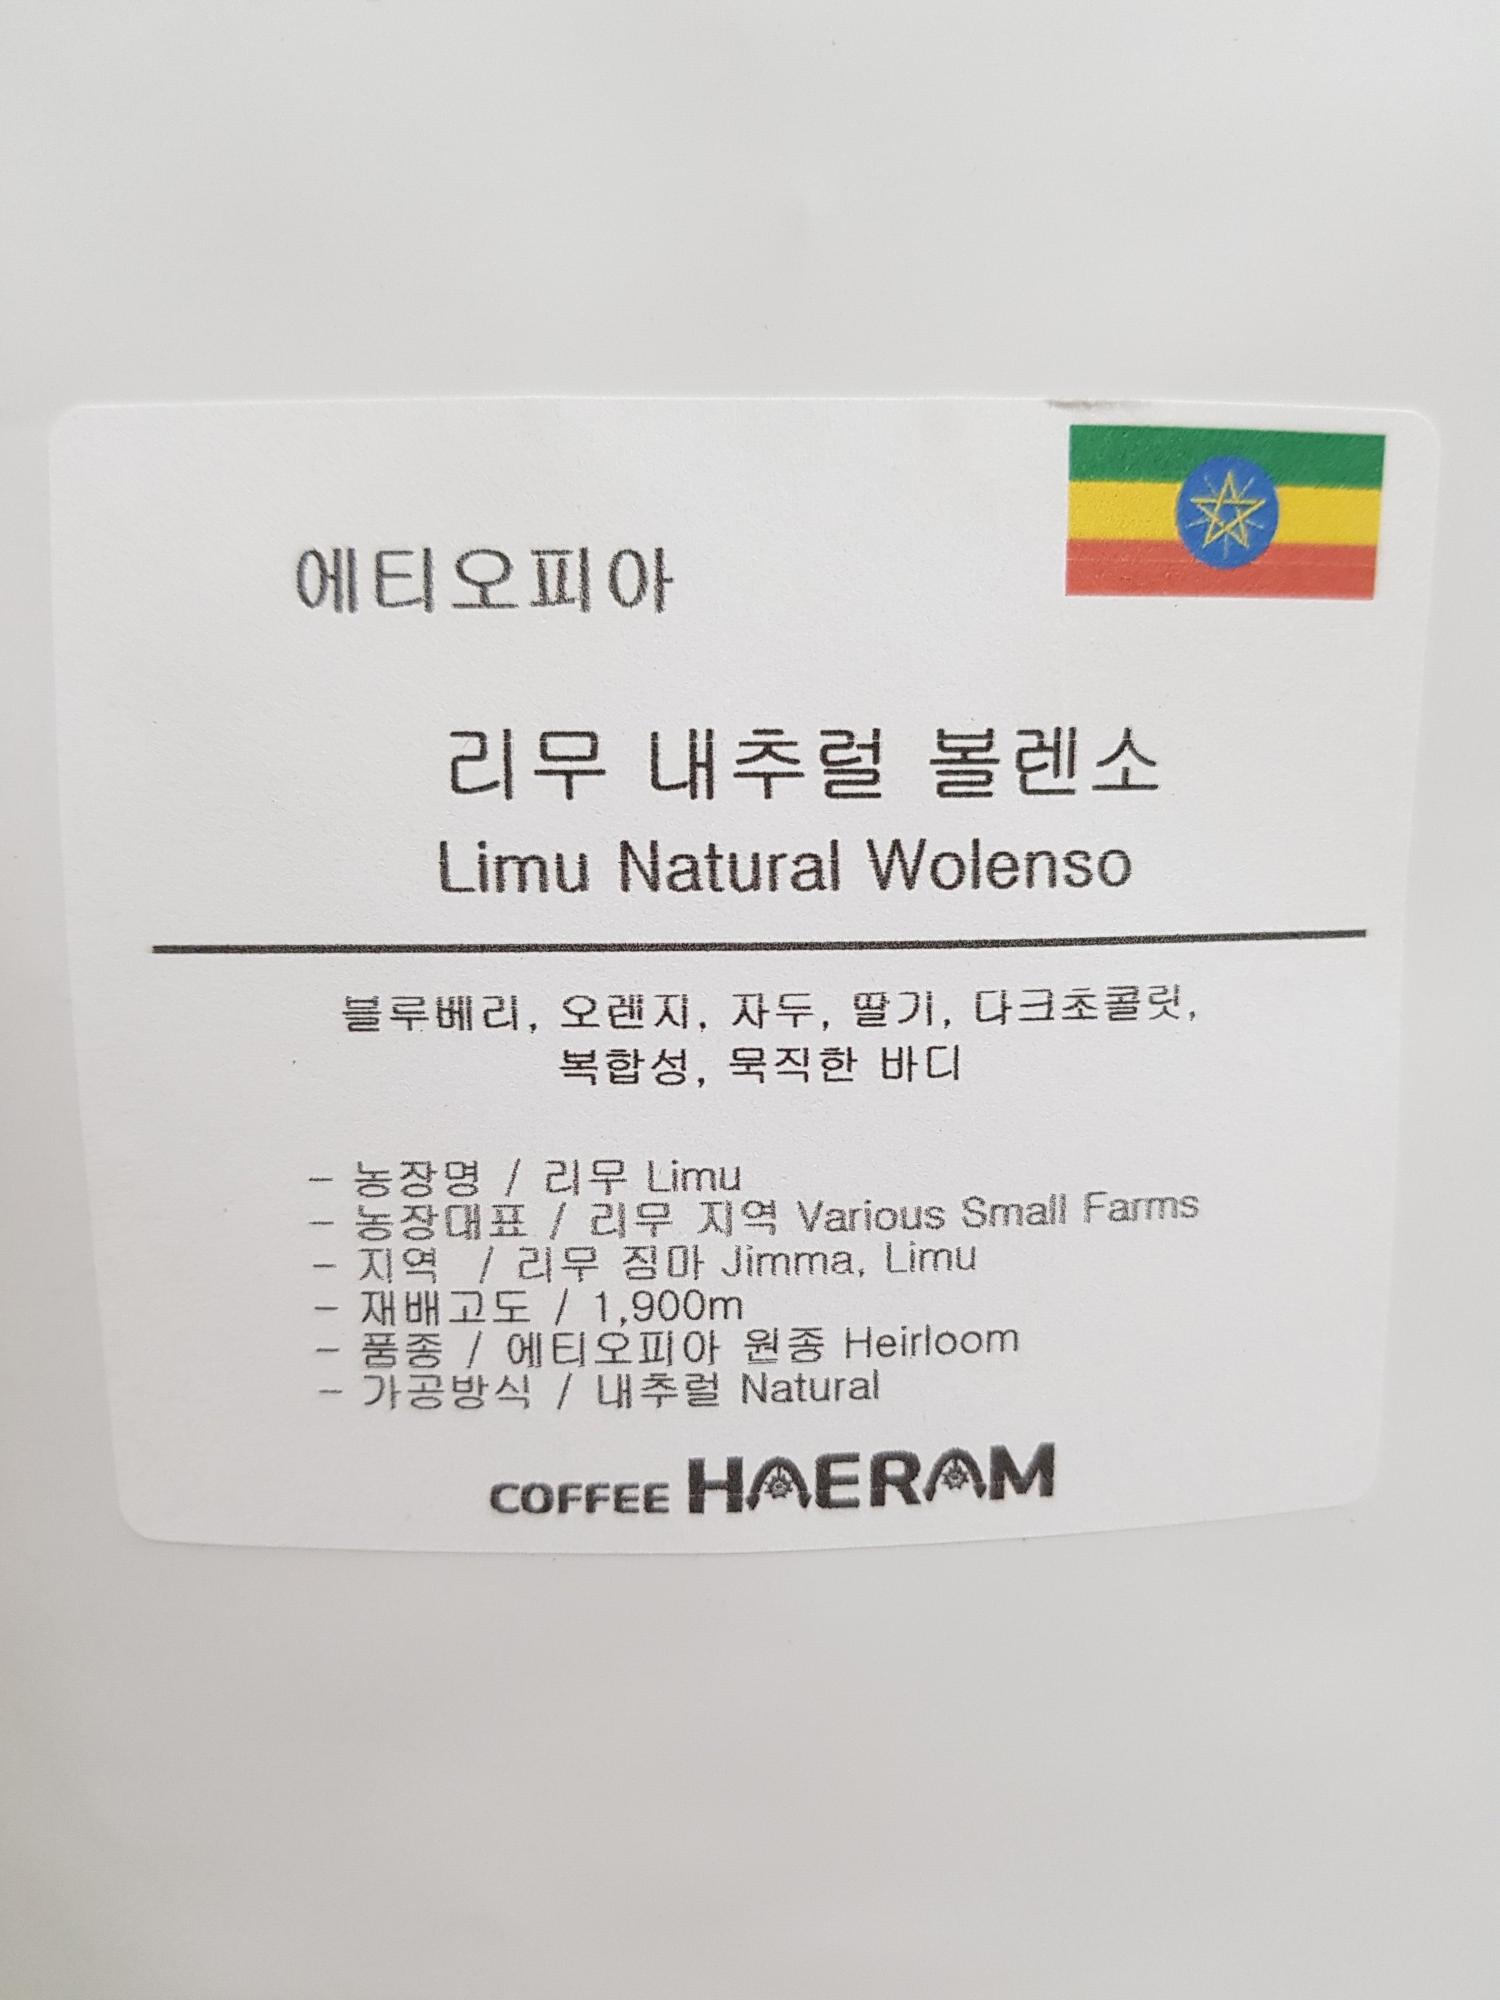 에티오피아
리무 내추럴 볼렌소
Limu Natural Wolenso
블루베리, 오렌지, 자두, 딸기, 다크초콜릿,
복합성, 묵직한 바디
- 농장명 / 리무 Limu
- 농장대표 / 리무 지역 Various Small Farms
- 지역 / 리무 짐마 Jimma, Limu
- 재배고도 / 1,900m
- 품종 / 에티오피아 원종 Heirloom
- 가공방식 / 내추럴 Natural
COFFEE HAERAM